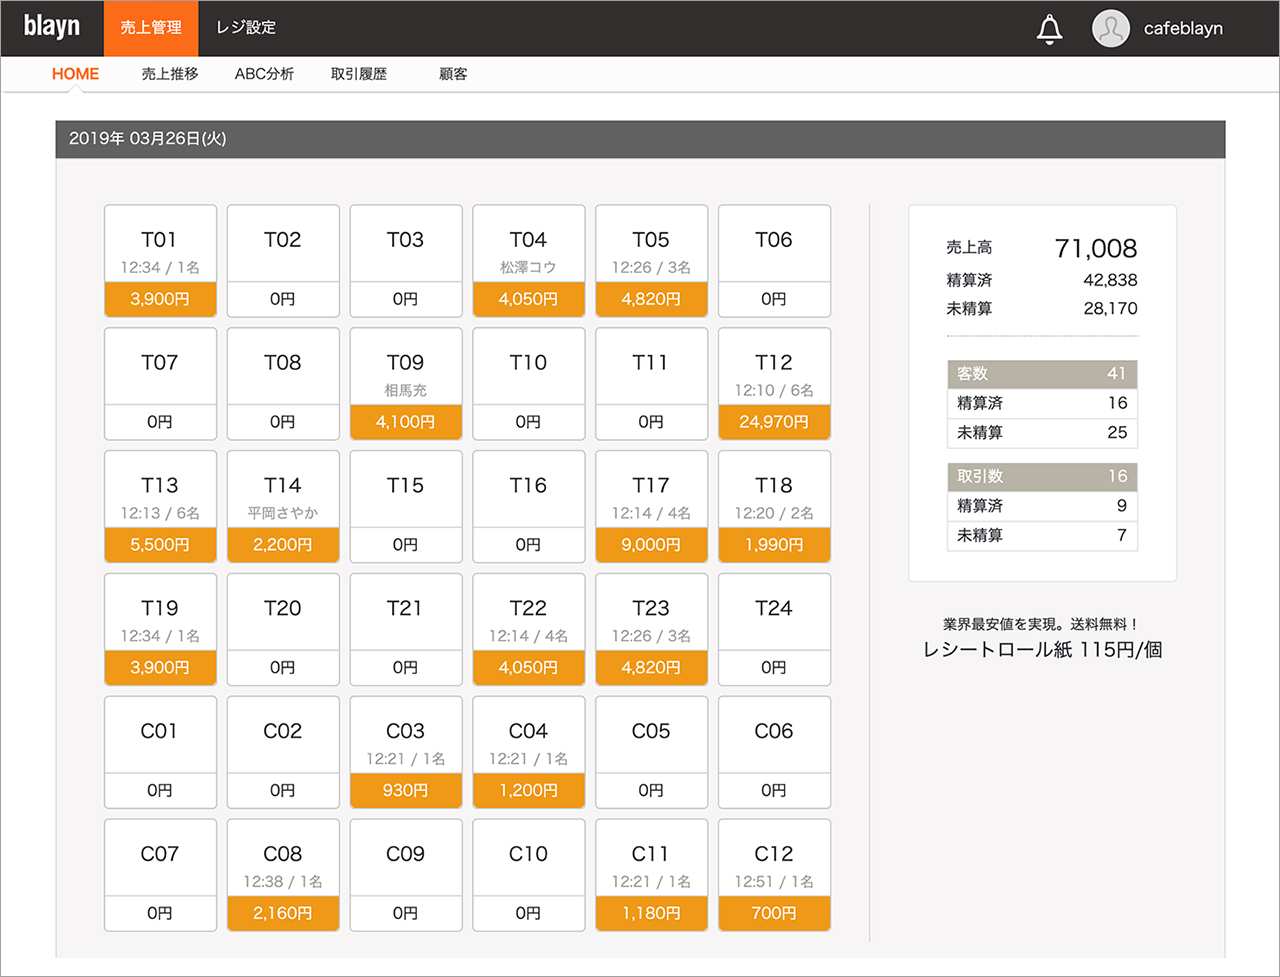 blayn 売上管理 レジ設定 cafeblayn
HOME 売上推移 ABC分析 取引履歴 顧客
2019年 03月26日(火)
T01 T02 T03 T04 T05 T06
12:34 / 1名 松澤コウ 12:26 / 3名
3,900円 0円 0円 4,050円 4,820円 0円
T07 T08 T09 T10 T11 T12
相馬充 12:10 / 6名
0円 0円 4,100円 0円 0円 24,970円
T13 T14 T15 T16 T17 T18
12:13 / 6名 平岡さやか 12:14 / 4名 12:20 / 2名
5,500円 2,200円 0円 0円 9,000円 1,990円
T19 T20 T21 T22 T23 T24
12:34 / 1名 12:14 / 4名 12:26 / 3名
3,900円 0円 0円 4,050円 4,820円 0円
C01 C02 C03 C04 C05 C06
12:21 / 1名 12:21 / 1名
0円 0円 930円 1,200円 0円 0円
C07 C08 C09 C10 C11 C12
12:38 / 1名 12:21 / 1名 12:51 / 1名
0円 2,160円 0円 0円 1,180円 700円
売上高 71,008
精算済 42,838
未精算 28,170
客数 41
精算済 16
未精算 25
取引数 16
精算済 9
未精算 7
業界最安値を実現。送料無料！
レシートロール紙 115円/個